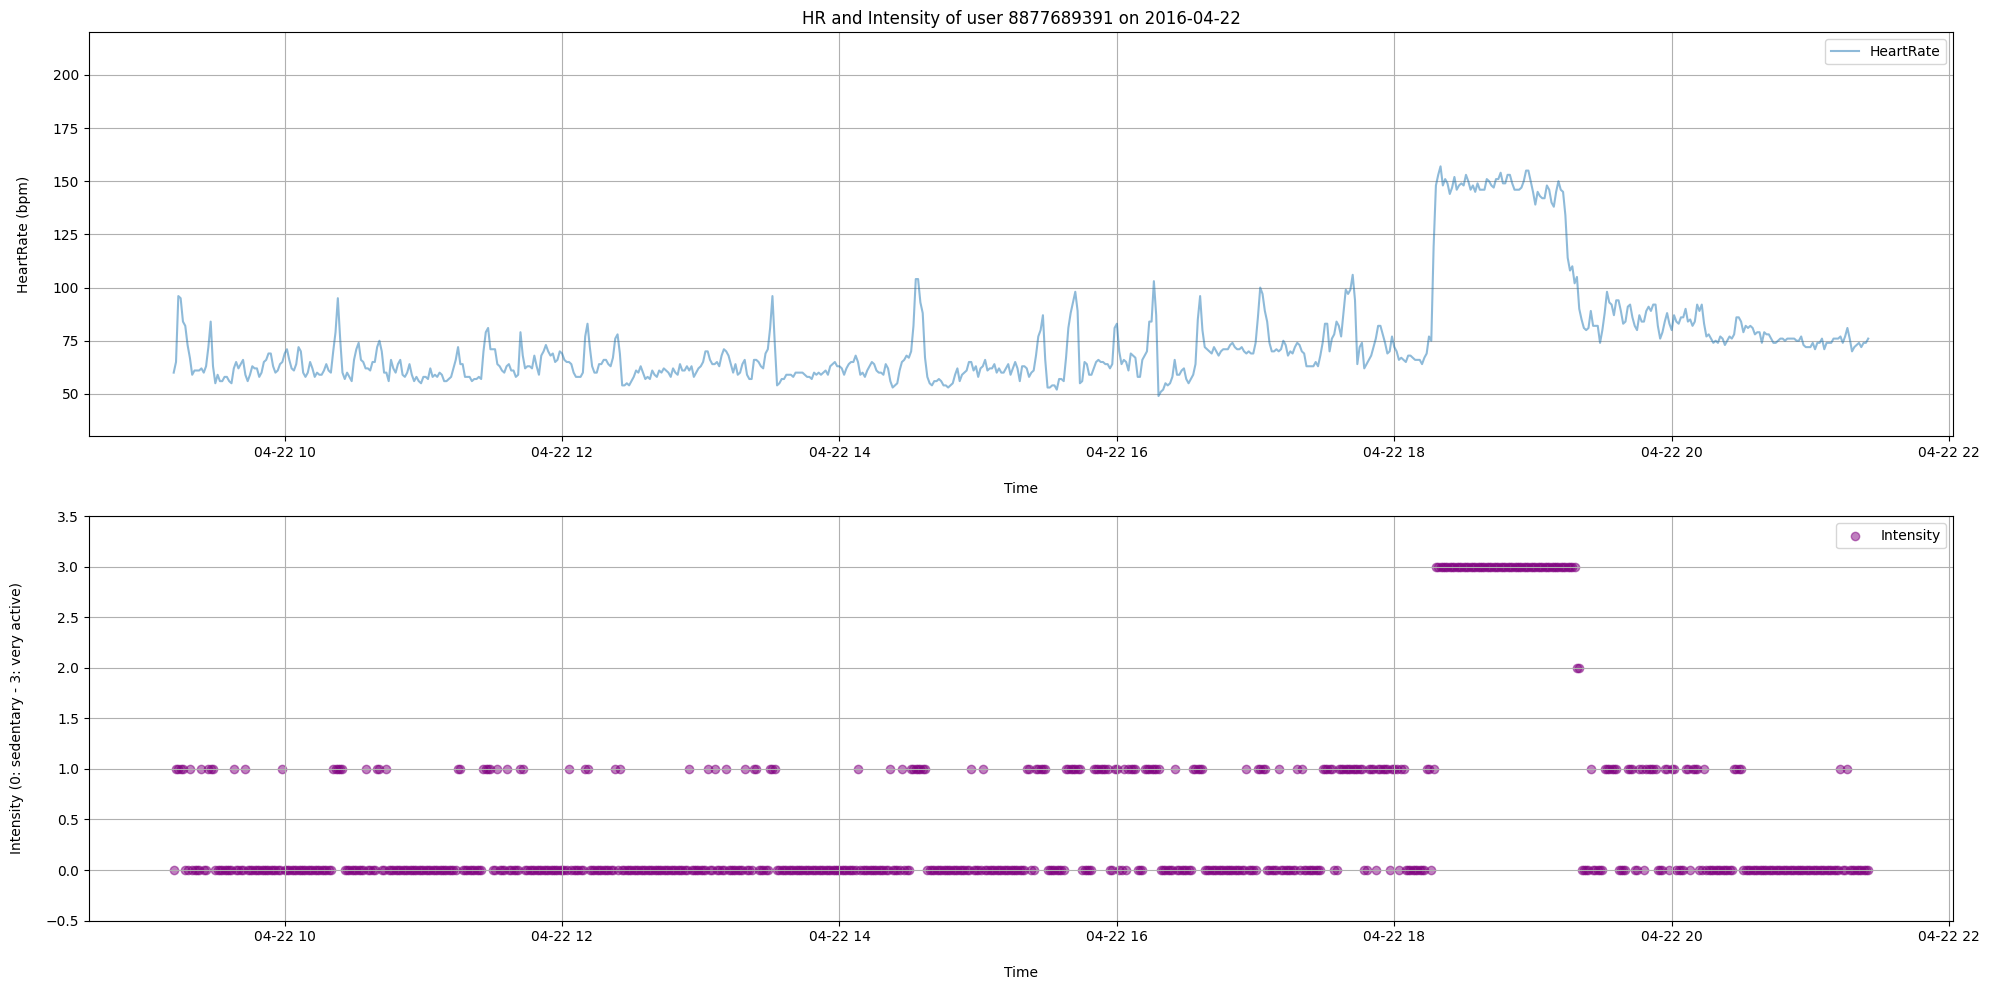 HR and Intensity of user 8877689391 on 2016-04-22
HeartRate
200
175
150
125
100
75
50
HeartRate (bpm)
04-22 10 04-22 12 04-22 14 04-22 16 04-22 18 04-22 20 04-22 22
Time
Intensity
3.5
3.0
2.5
2.0
1.5
1.0
0.5
0.0
−0.5
Intensity (0: sedentary - 3: very active)
04-22 10 04-22 12 04-22 14 04-22 16 04-22 18 04-22 20 04-22 22
Time